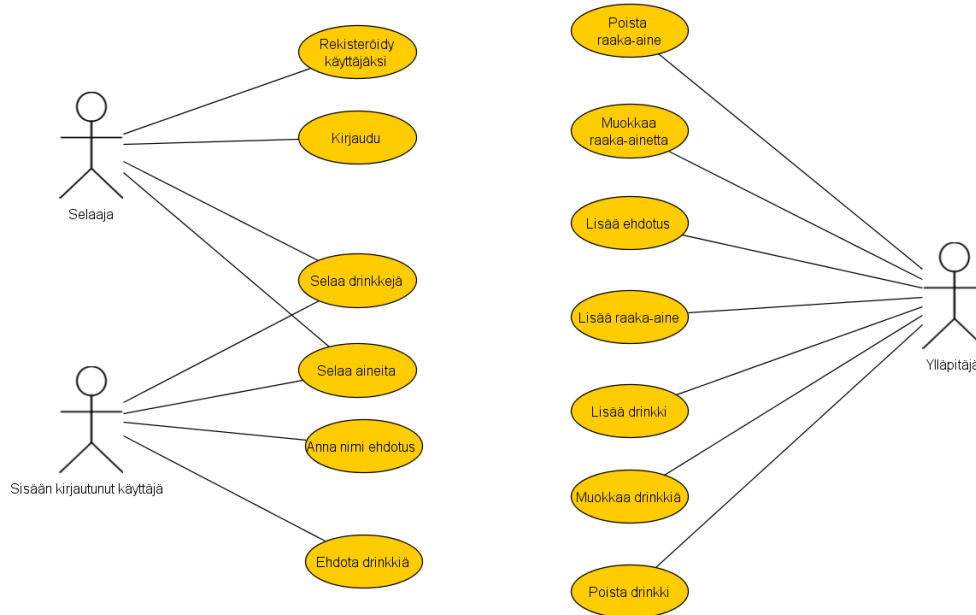 Rekisteröidy
käyttäjäksi
Kirjaudu
Selaaja
Selaa drinkkejä
Selaa aineita
Anna nimi ehdotus
Sisään kirjautunut käyttäjä
Ehdota drinkkiä
Poista
raaka-aine
Muokkaa
raaka-ainetta
Lisää ehdotus
Lisää raaka-aine
Ylläpitäjä
Lisää drinkki
Muokkaa drinkkiä
Poista drinkki